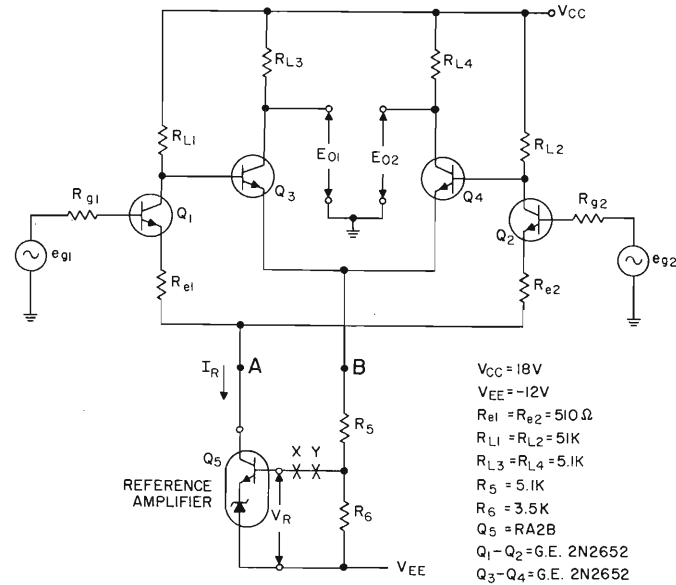 VCC
RL3
RL4
RL1
RL2
EO1
EO2
Q3
Q4
Rg1
Rg2
Q1
Q2
eg1
eg2
Re1
Re2
IR
A
B
VCC = 18V
VEE = -12V
Re1 = Re2 = 510 Ω
RL1 = RL2 = 51K
RL3 = RL4 = 5.1K
R5 = 5.1K
R6 = 3.5K
Q5 = RA2B
Q1-Q2 = G.E. 2N2652
Q3-Q4 = G.E. 2N2652
R5
Q5
X Y
REFERENCE
AMPLIFIER
VR
R6
VEE